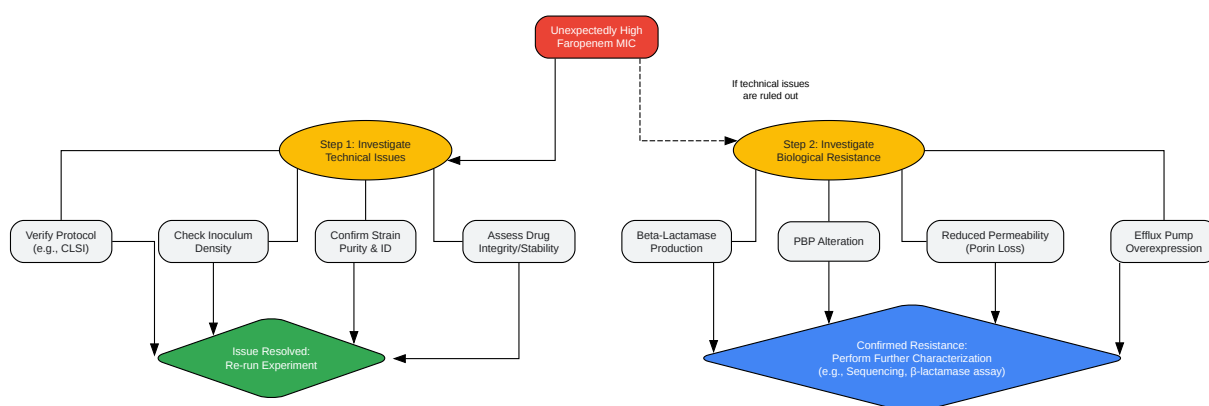 Unexpectedly High
Faropenem MIC
If technical issues
are ruled out
Step 1: Investigate
Technical Issues
Step 2: Investigate
Biological Resistance
Verify Protocol
(e.g., CLSI)
Check Inoculum
Density
Confirm Strain
Purity & ID
Assess Drug
Integrity/Stability
Beta-Lactamase
Production
PBP Alteration
Reduced Permeability
(Porin Loss)
Efflux Pump
Overexpression
Issue Resolved:
Re-run Experiment
Confirmed Resistance:
Perform Further Characterization
(e.g., Sequencing, β-lactamase assay)